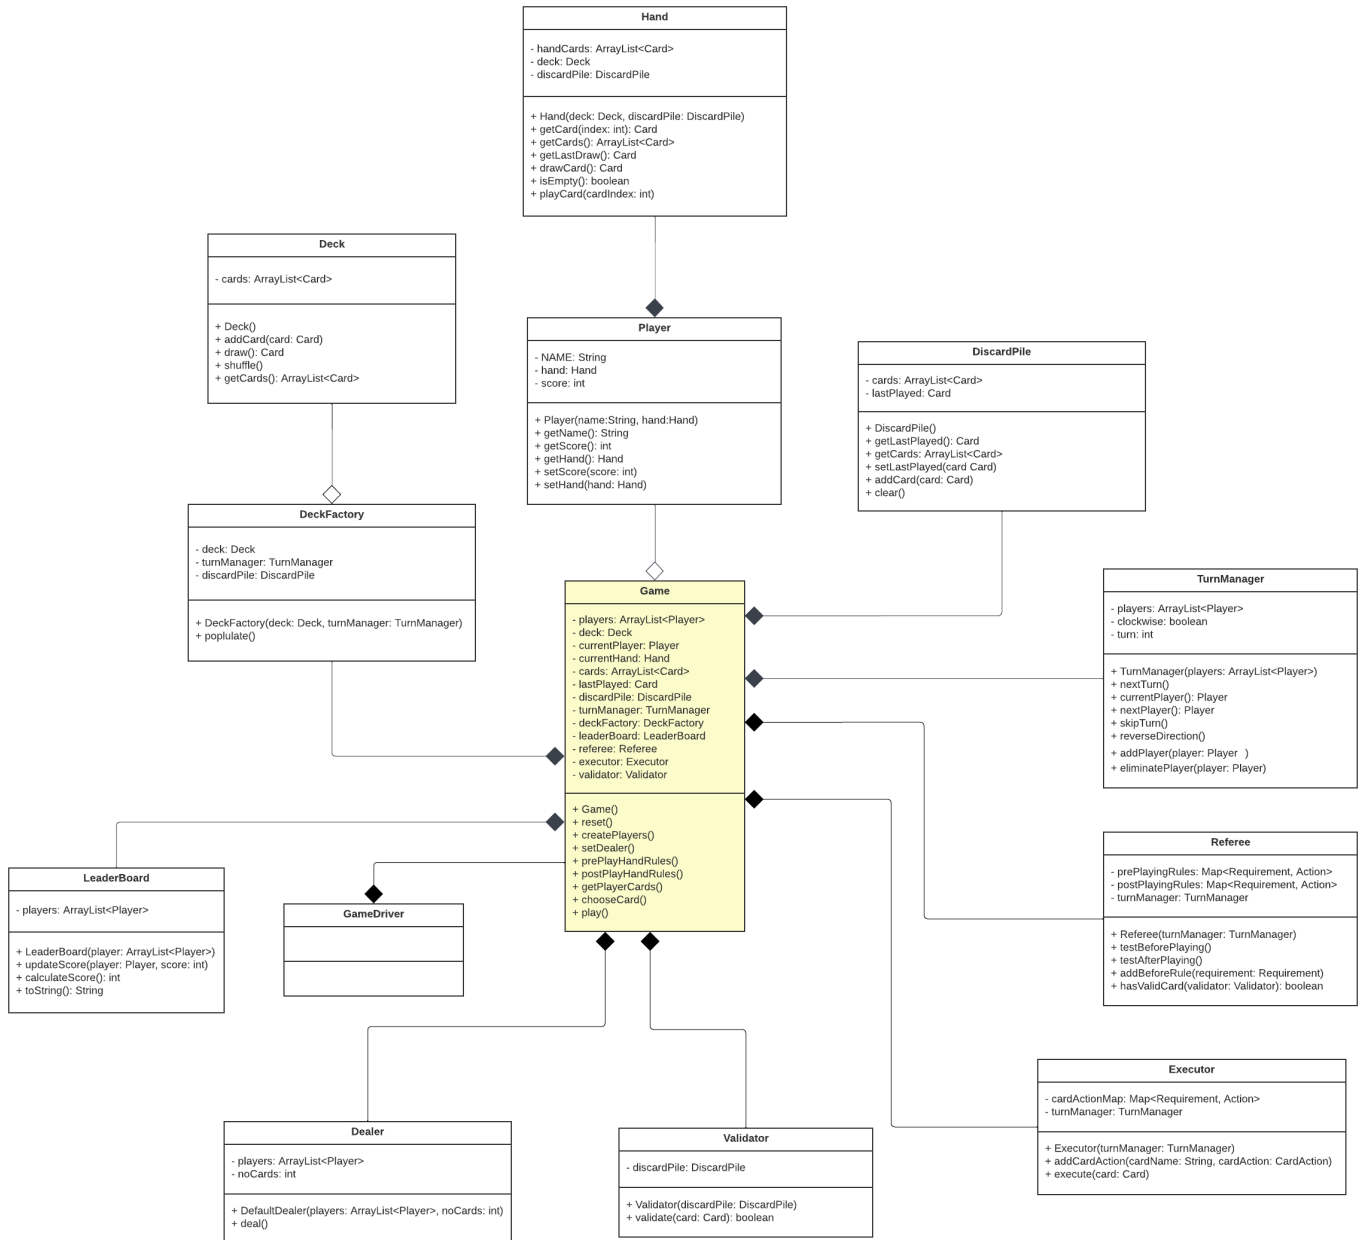 Hand
- handCards: ArrayList<Card>
- deck: Deck
- discardPile: DiscardPile
+ Hand(deck: Deck, discardPile: DiscardPile)
+ getCard(index: int): Card
+ getCards(): ArrayList<Card>
+ getLastDraw(): Card
+ drawCard(): Card
+ isEmpty(): boolean
+ playCard(cardIndex: int)
Deck
- cards: ArrayList<Card>
+ Deck()
+ addCard(card: Card)
+ draw(): Card
+ shuffle()
+ getCards(): ArrayList<Card>
Player
- NAME: String
- hand: Hand
- score: int
+ Player(name:String, hand:Hand)
+ getName(): String
+ getScore(): int
+ getHand(): Hand
+ setScore(score: int)
+ setHand(hand: Hand)
DiscardPile
- cards: ArrayList<Card>
- lastPlayed: Card
+ DiscardPile()
+ getLastPlayed(): Card
+ getCards: ArrayList<Card>
+ setLastPlayed(card Card)
+ addCard(card: Card)
+ clear()
DeckFactory
- deck: Deck
- turnManager: TurnManager
- discardPile: DiscardPile
+ DeckFactory(deck: Deck, turnManager: TurnManager)
+ poplulate()
Game
- players: ArrayList<Player>
- deck: Deck
- currentPlayer: Player
- currentHand: Hand
- cards: ArrayList<Card>
- lastPlayed: Card
- discardPile: DiscardPile
- turnManager: TurnManager
- deckFactory: DeckFactory
- leaderBoard: LeaderBoard
- referee: Referee
- executor: Executor
- validator: Validator
+ Game()
+ reset()
+ createPlayers()
+ setDealer()
+ prePlayHandRules()
+ postPlayHandRules()
+ getPlayerCards()
+ chooseCard()
+ play()
TurnManager
- players: ArrayList<Player>
- clockwise: boolean
- turn: int
+ TurnManager(players: ArrayList<Player>)
+ nextTurn()
+ currentPlayer(): Player
+ nextPlayer(): Player
+ skipTurn()
+ reverseDirection()
+ addPlayer(player: Player )
+ eliminatePlayer(player: Player)
LeaderBoard
- players: ArrayList<Player>
+ LeaderBoard(player: ArrayList<Player>)
+ updateScore(player: Player, score: int)
+ calculateScore(): int
+ toString(): String
GameDriver
Referee
- prePlayingRules: Map<Requirement, Action>
- postPlayingRules: Map<Requirement, Action>
- turnManager: TurnManager
+ Referee(turnManager: TurnManager)
+ testBeforePlaying()
+ testAfterPlaying()
+ addBeforeRule(requirement: Requirement)
+ hasValidCard(validator: Validator): boolean
Executor
- cardActionMap: Map<Requirement, Action>
- turnManager: TurnManager
+ Executor(turnManager: TurnManager)
+ addCardAction(cardName: String, cardAction: CardAction)
+ execute(card: Card)
Dealer
- players: ArrayList<Player>
- noCards: int
+ DefaultDealer(players: ArrayList<Player>, noCards: int)
+ deal()
Validator
- discardPile: DiscardPile
+ Validator(discardPile: DiscardPile)
+ validate(card: Card): boolean